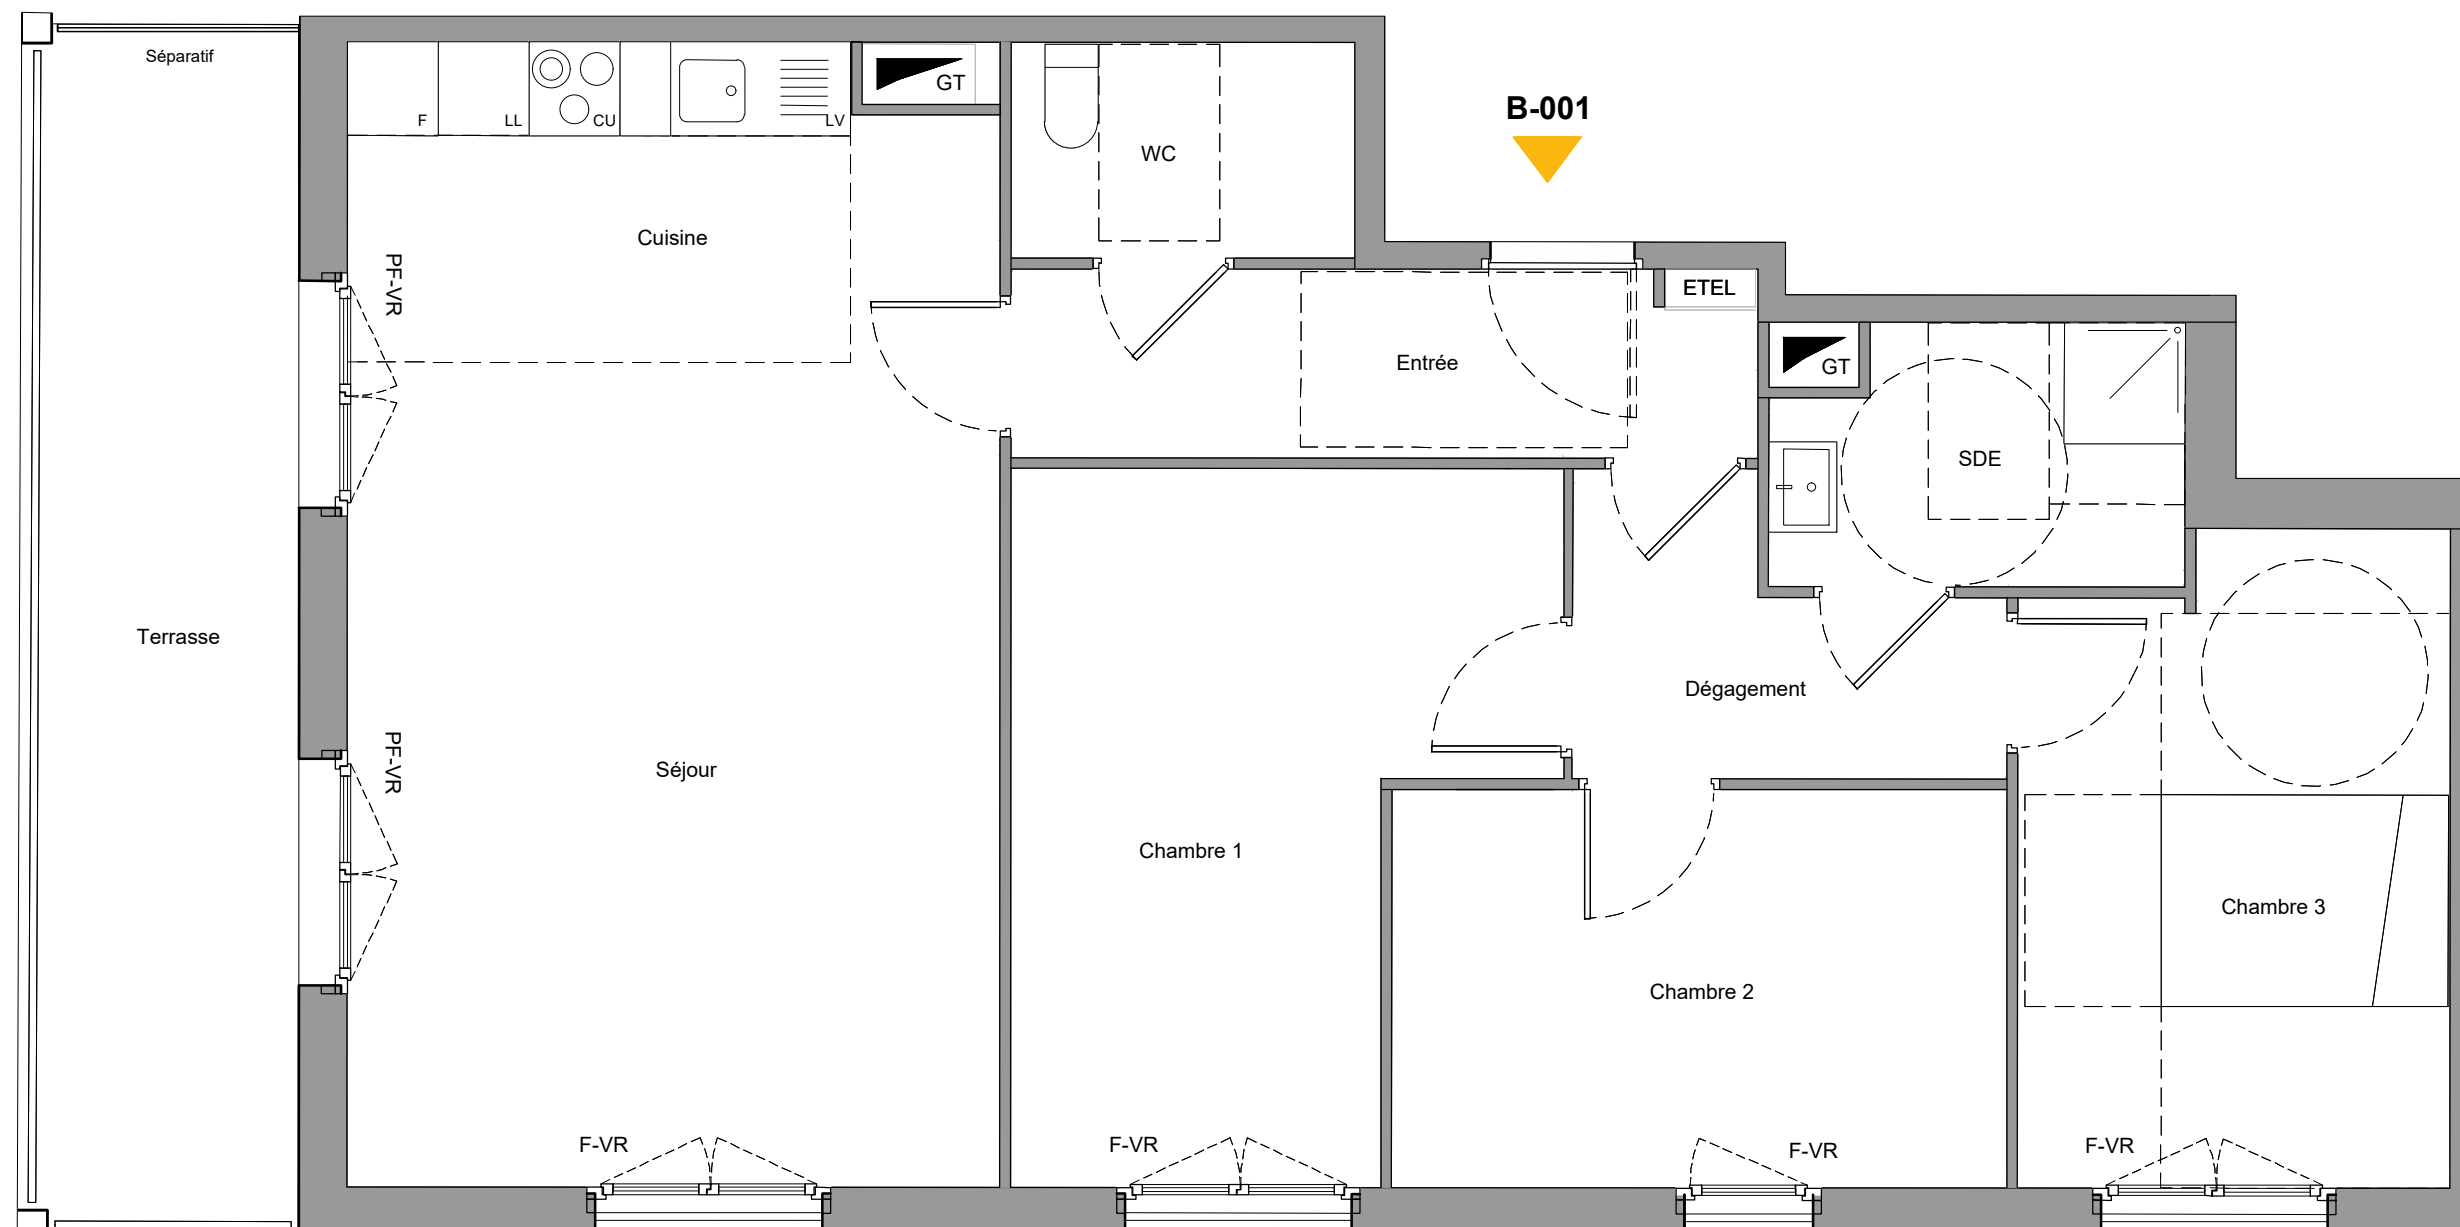 Séparatif
F
LL
CU
LV
GT
WC
B-001
Cuisine
PF-VR
Entrée
ETEL
GT
SDE
Terrasse
Séjour
PF-VR
Dégagement
Chambre 1
Chambre 2
Chambre 3
F-VR
F-VR
F-VR
F-VR